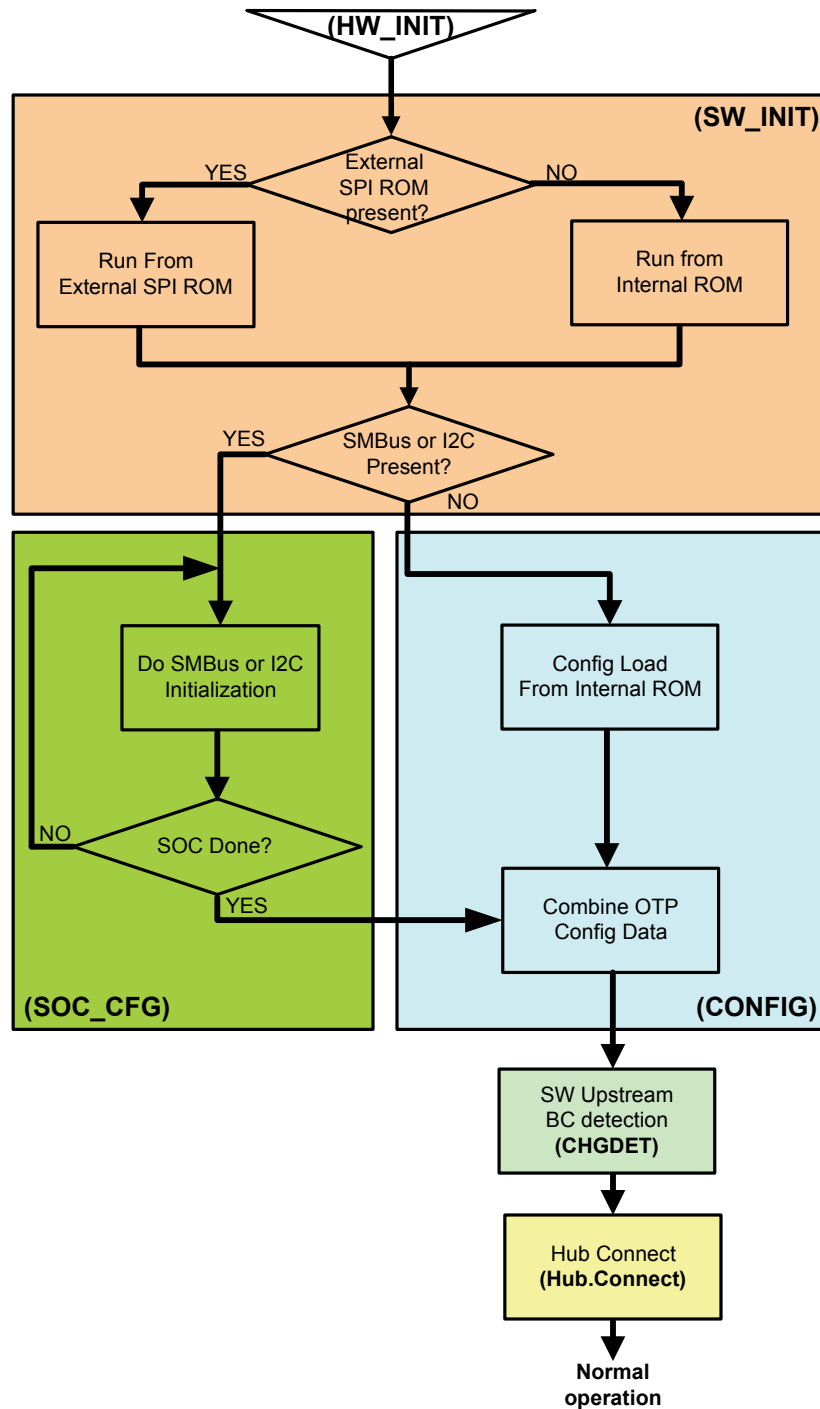 (HW_INIT)
(SW_INIT)
YES
External
SPI ROM
present?
NO
Run From
External SPI ROM
Run from
Internal ROM
YES
SMBus or I2C
Present?
NO
Do SMBus or I2C
Initialization
Config Load
From Internal ROM
NO
SOC Done?
YES
Combine OTP
Config Data
(SOC_CFG)
(CONFIG)
SW Upstream
BC detection
(CHGDET)
Hub Connect
(Hub.Connect)
Normal
operation